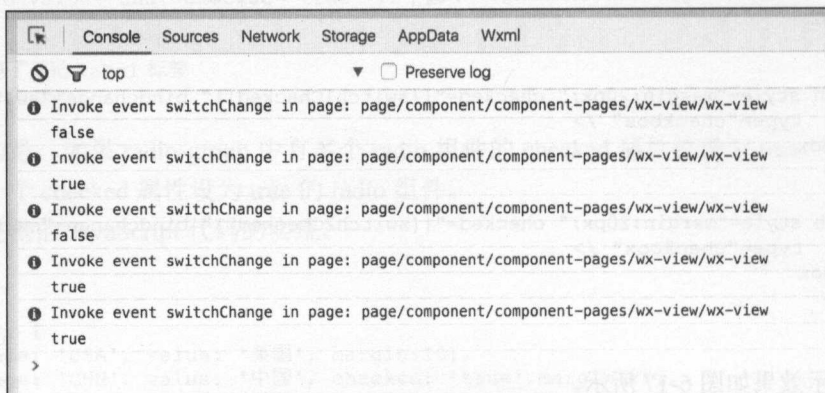 Console Sources Network Storage AppData Wxml
top Preserve log
Invoke event switchChange in page: page/component/component-pages/wx-view/wx-view
false
Invoke event switchChange in page: page/component/component-pages/wx-view/wx-view
true
Invoke event switchChange in page: page/component/component-pages/wx-view/wx-view
false
Invoke event switchChange in page: page/component/component-pages/wx-view/wx-view
true
Invoke event switchChange in page: page/component/component-pages/wx-view/wx-view
true
>